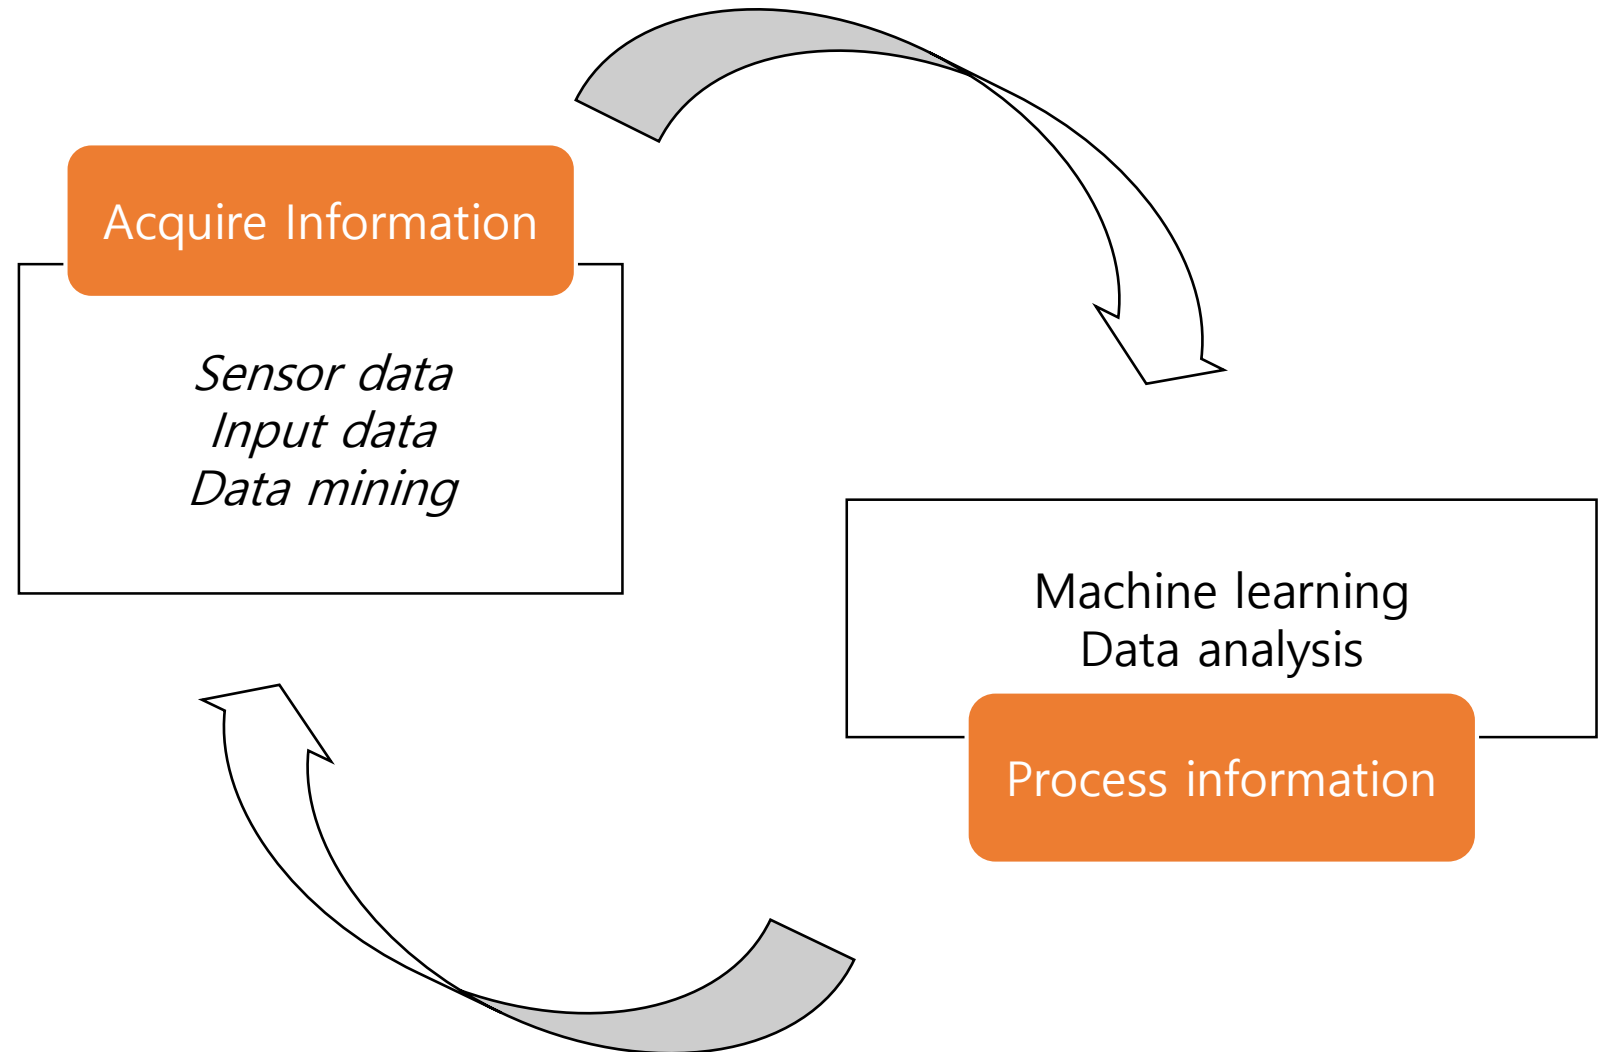 Acquire Information
Sensor data
Input data
Data mining
Machine learning
Data analysis
Process information